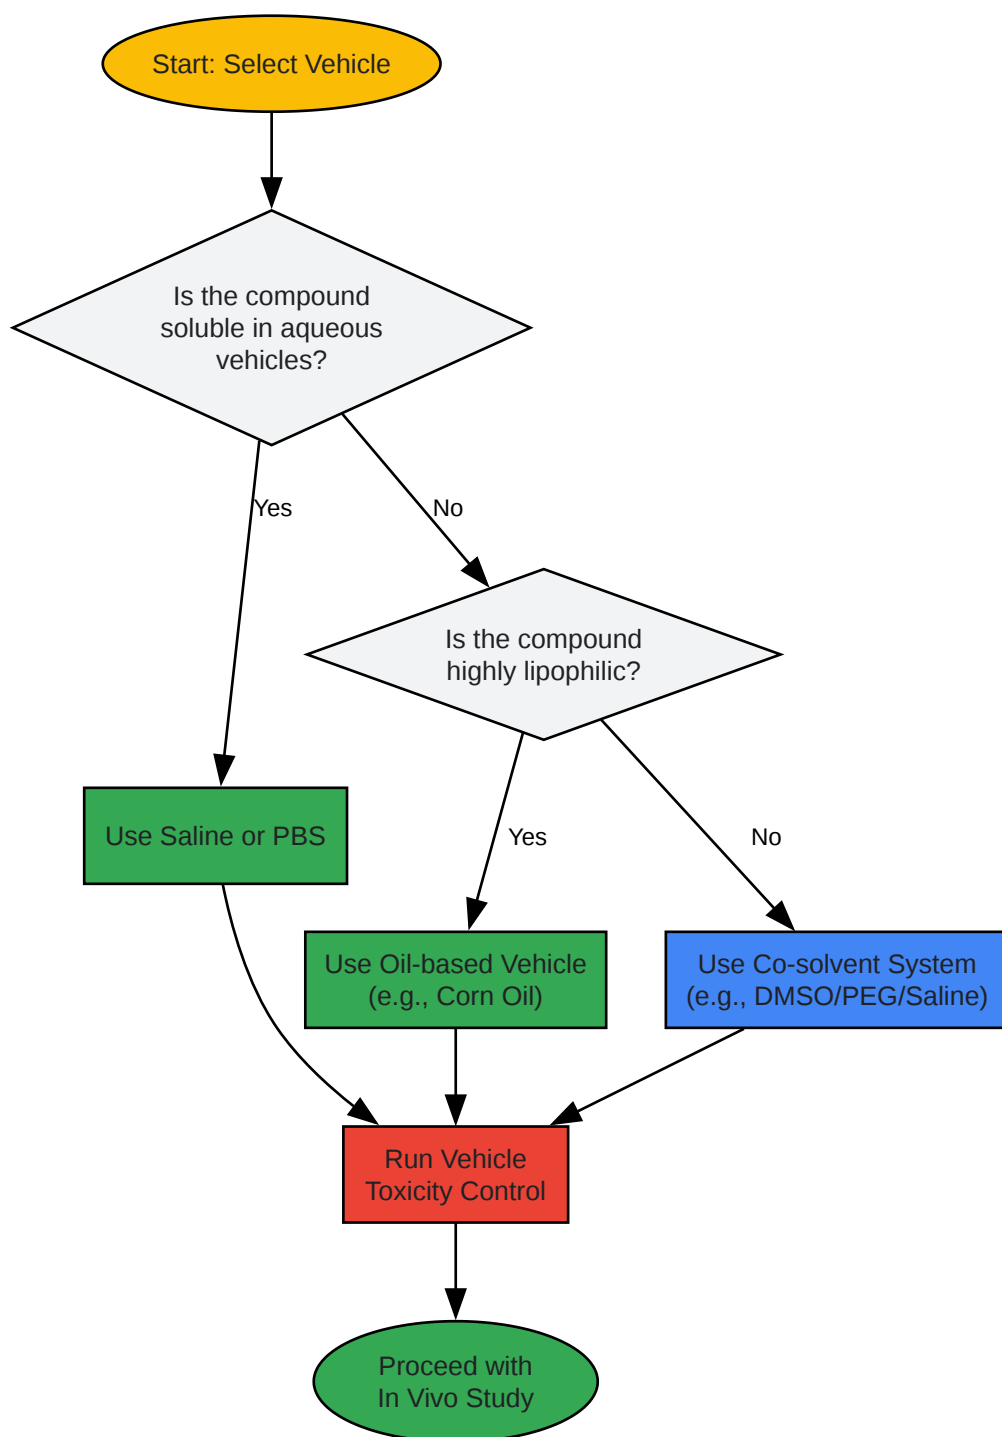 Start: Select Vehicle
Is the compound
soluble in aqueous
vehicles?
Yes
No
Is the compound
highly lipophilic?
Use Saline or PBS
Yes
No
Use Oil-based Vehicle
(e.g., Corn Oil)
Use Co-solvent System
(e.g., DMSO/PEG/Saline)
Run Vehicle
Toxicity Control
Proceed with
In Vivo Study